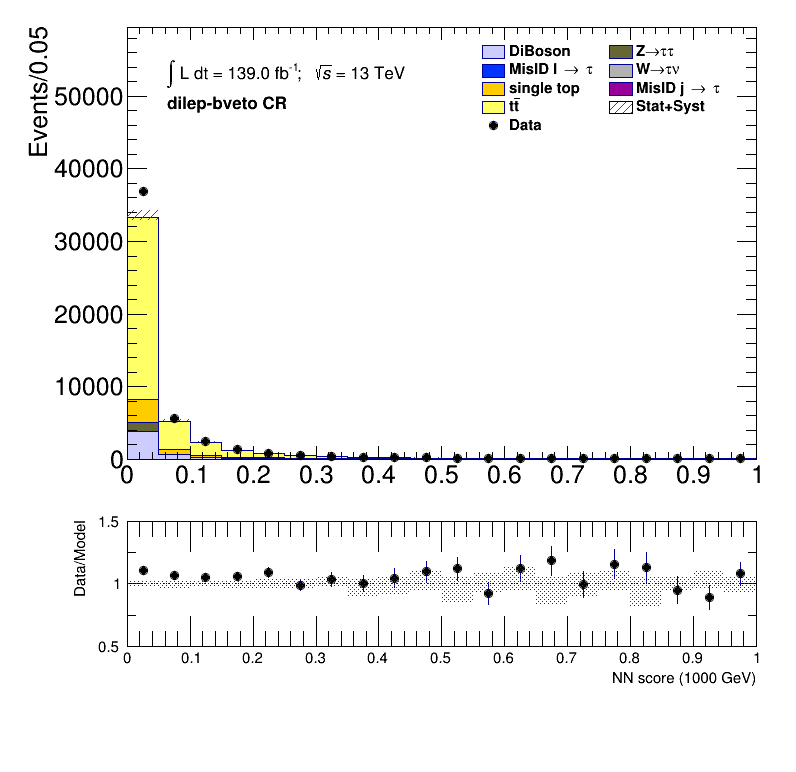 Events/0.05
50000
40000
30000
20000
10000
0
∫ L dt = 139.0 fb⁻¹; √s = 13 TeV
dilep-bveto CR
DiBoson
MisID l → τ
single top
tt̄
Data
Z→ττ
W→τν
MisID j → τ
Stat+Syst
0 0.1 0.2 0.3 0.4 0.5 0.6 0.7 0.8 0.9 1
Data/Model
1.5
1
0.5
0 0.1 0.2 0.3 0.4 0.5 0.6 0.7 0.8 0.9 1
NN score (1000 GeV)